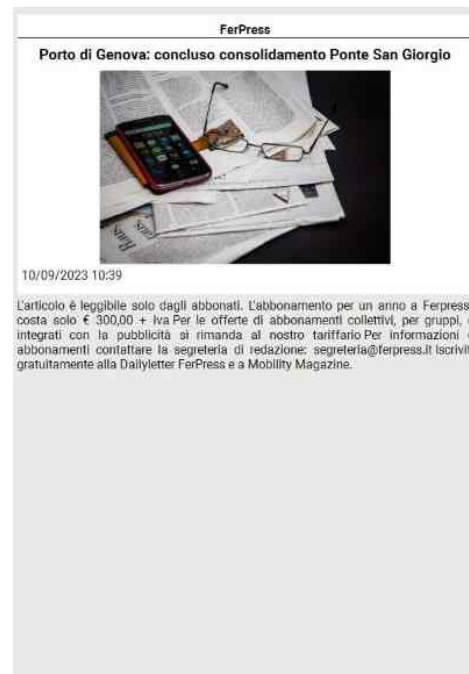 FerPress
Porto di Genova: concluso consolidamento Ponte San Giorgio
10/09/2023 10:39
L'articolo è leggibile solo dagli abbonati. L'abbonamento per un anno a Ferpress
costa solo € 300,00 + iva Per le offerte di abbonamenti collettivi, per gruppi,
integrati con la pubblicità si rimanda al nostro tariffario Per informazioni
abbonamenti contattare la segreteria di redazione: segreteria@ferpress.it Iscrivit
gratuitamente alla Dailyletter FerPress e a Mobility Magazine.